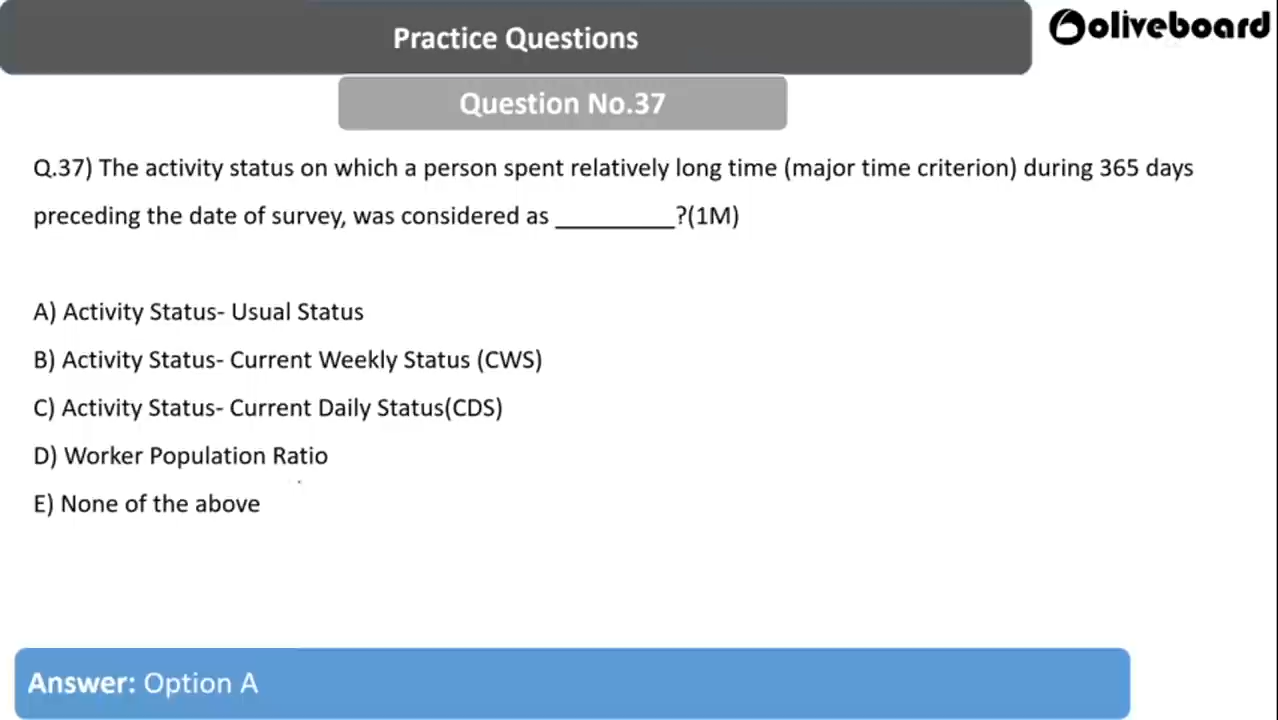 Practice Questions
oliveboard
Question No.37
Q.37) The activity status on which a person spent relatively long time (major time criterion) during 365 days
preceding the date of survey, was considered as __________?(1M)
A) Activity Status- Usual Status
B) Activity Status- Current Weekly Status (CWS)
C) Activity Status- Current Daily Status(CDS)
D) Worker Population Ratio
E) None of the above
Answer: Option A